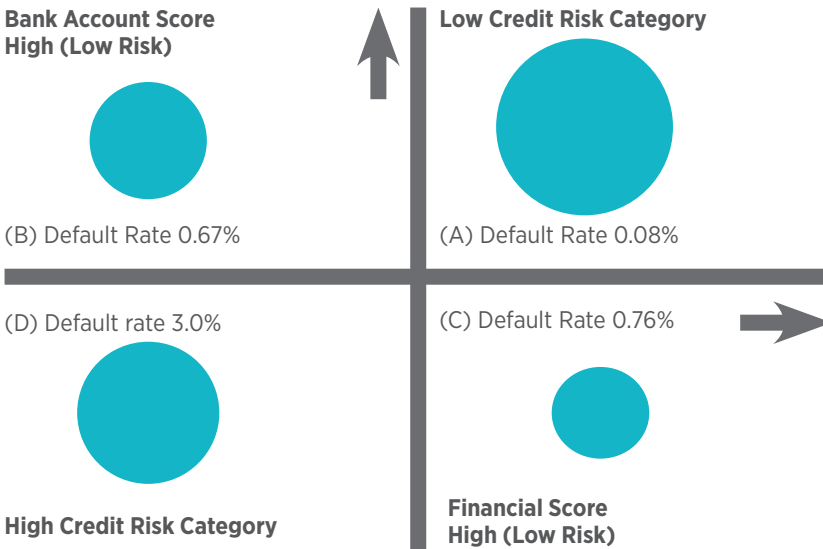 Bank Account Score
High (Low Risk)
Low Credit Risk Category
(B) Default Rate 0.67%
(A) Default Rate 0.08%
(D) Default rate 3.0%
(C) Default Rate 0.76%
High Credit Risk Category
Financial Score
High (Low Risk)